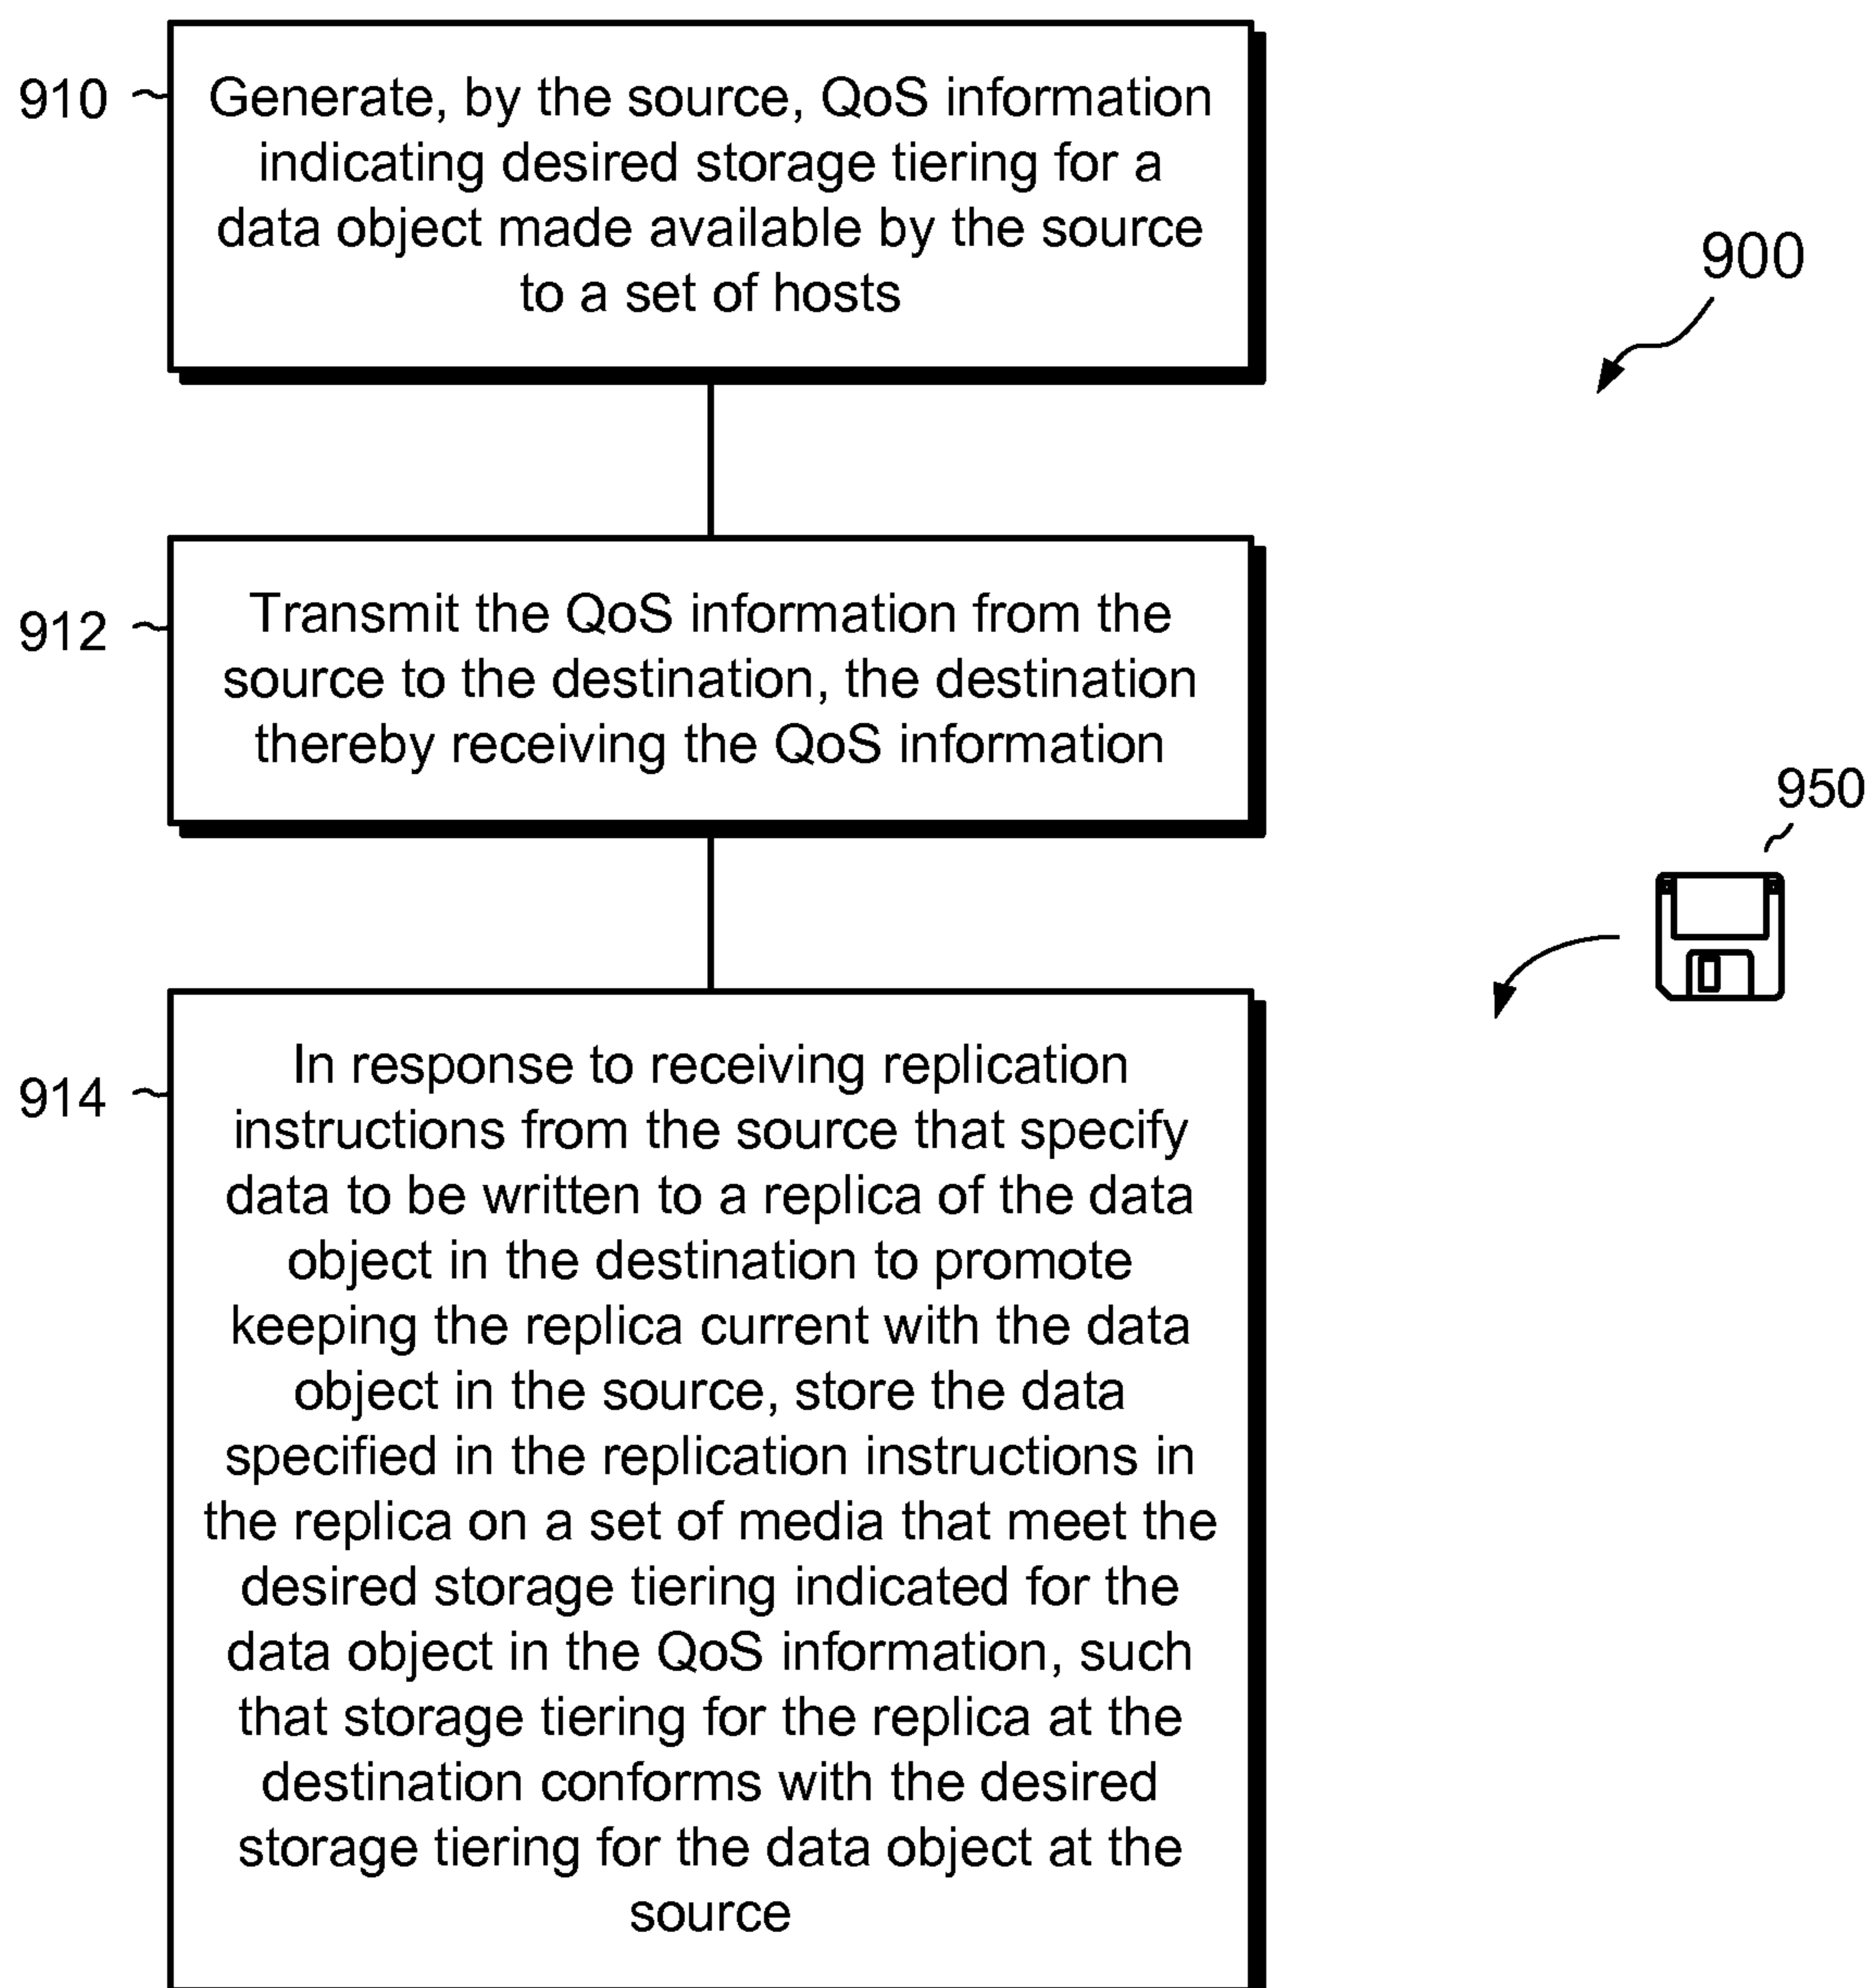 910
Generate, by the source, QoS information
indicating desired storage tiering for a
data object made available by the source
to a set of hosts
900
912
Transmit the QoS information from the
source to the destination, the destination
thereby receiving the QoS information
950
914
In response to receiving replication
instructions from the source that specify
data to be written to a replica of the data
object in the destination to promote
keeping the replica current with the data
object in the source, store the data
specified in the replication instructions in
the replica on a set of media that meet the
desired storage tiering indicated for the
data object in the QoS information, such
that storage tiering for the replica at the
destination conforms with the desired
storage tiering for the data object at the
source